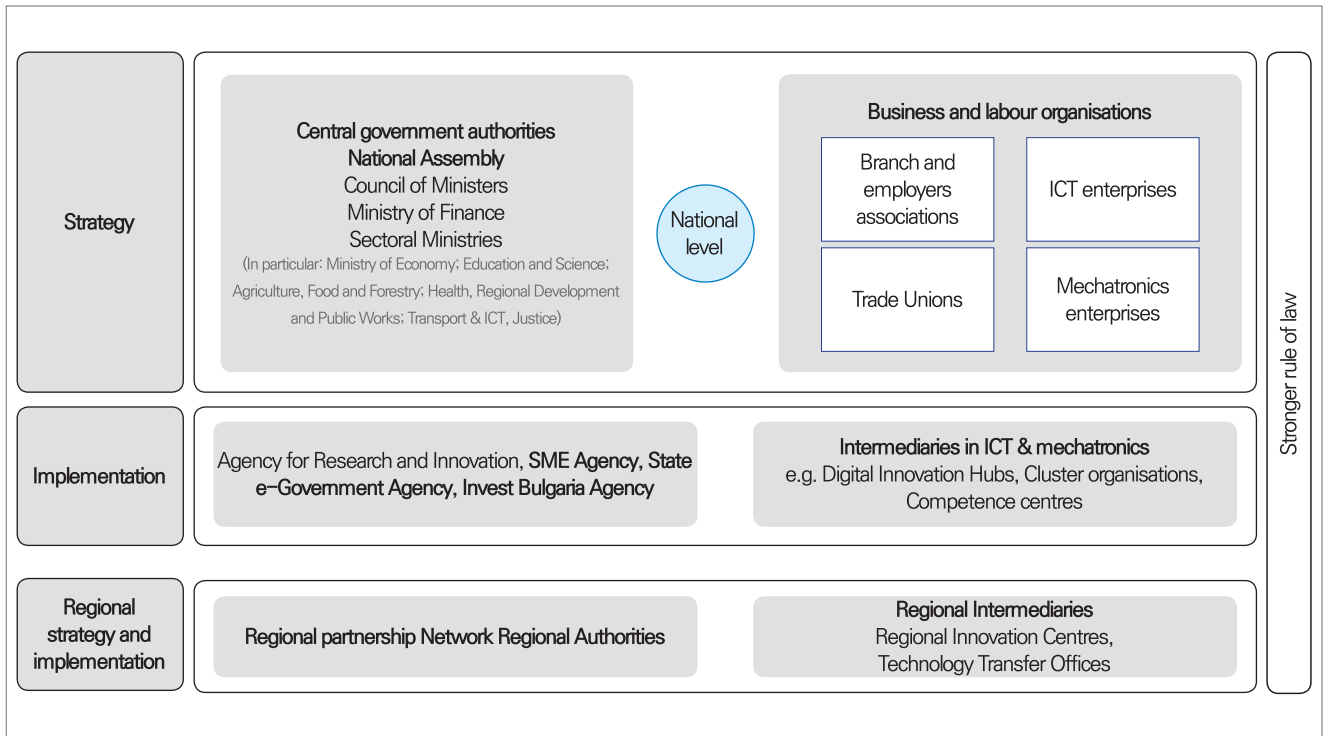 Strategy
Central government authorities
National Assembly
Council of Ministers
Ministry of Finance
Sectoral Ministries
(In particular: Ministry of Economy; Education and Science;
Agriculture, Food and Forestry; Health, Regional Development
and Public Works; Transport & ICT, Justice)
National
level
Business and labour organisations
Branch and
employers
associations
ICT enterprises
Trade Unions
Mechatronics
enterprises
Implementation
Agency for Research and Innovation, SME Agency, State
e-Government Agency, Invest Bulgaria Agency
Intermediaries in ICT & mechatronics
e.g. Digital Innovation Hubs, Cluster organisations,
Competence centres
Regional
strategy and
implementation
Regional partnership Network Regional Authorities
Regional Intermediaries
Regional Innovation Centres,
Technology Transfer Offices
Stronger rule of law